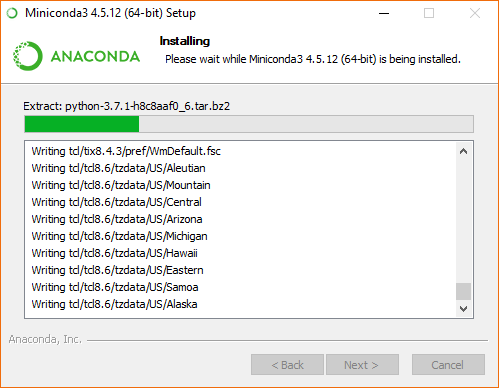 Miniconda3 4.5.12 (64-bit) Setup
ANACONDA
Installing
Please wait while Miniconda3 4.5.12 (64-bit) is being installed.
Extract: python-3.7.1-h8c8aaf0_6.tar.bz2
Writing tcl/tix8.4.3/pref/WmDefault.fsc
Writing tcl/tcl8.6/tzdata/US/Aleutian
Writing tcl/tcl8.6/tzdata/US/Mountain
Writing tcl/tcl8.6/tzdata/US/Central
Writing tcl/tcl8.6/tzdata/US/Arizona
Writing tcl/tcl8.6/tzdata/US/Michigan
Writing tcl/tcl8.6/tzdata/US/Hawaii
Writing tcl/tcl8.6/tzdata/US/Eastern
Writing tcl/tcl8.6/tzdata/US/Samoa
Writing tcl/tcl8.6/tzdata/US/Alaska
Anaconda, Inc.
< Back
Next >
Cancel